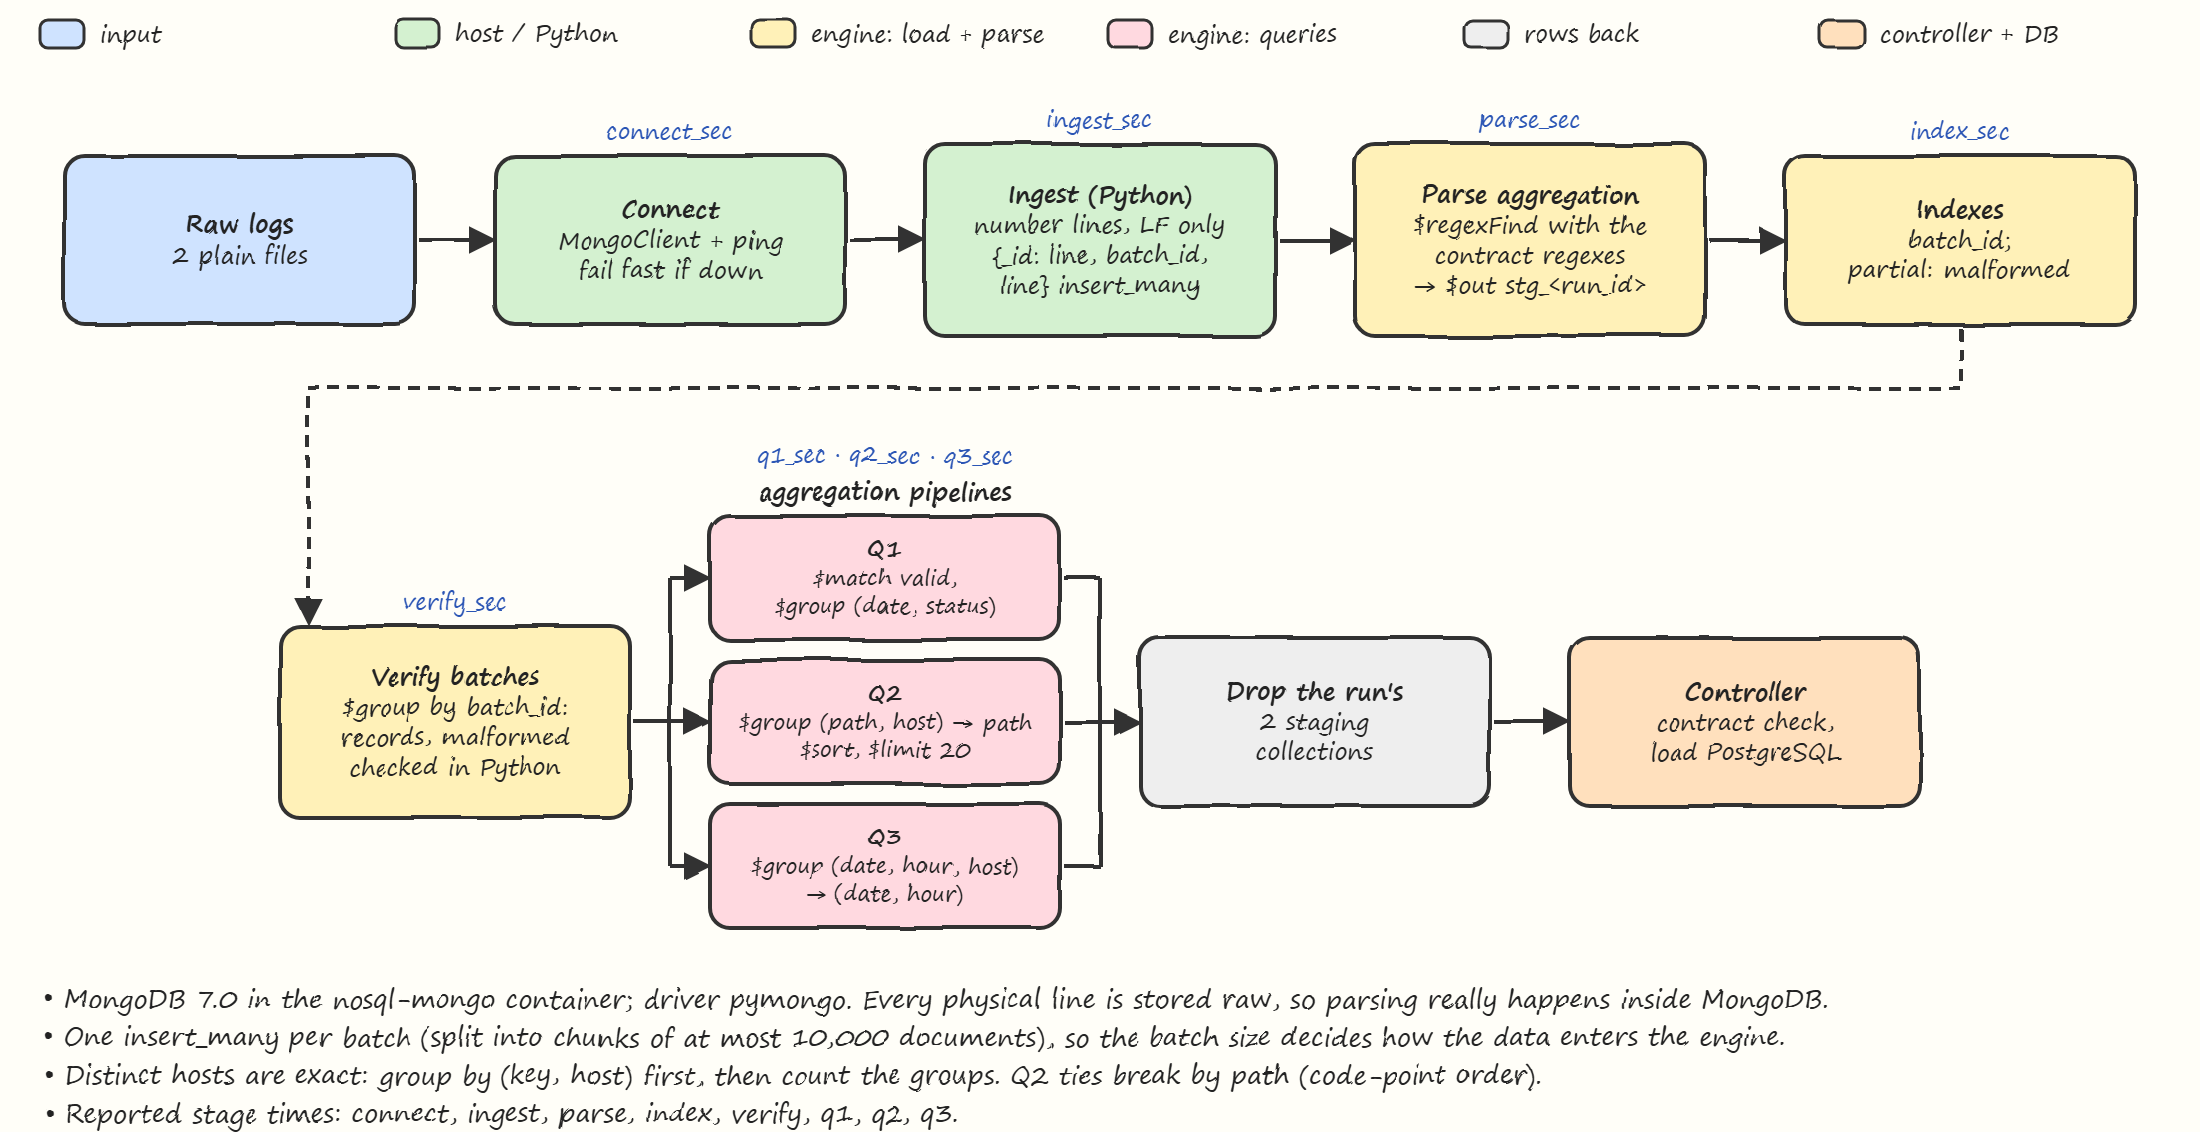 input
host / Python
engine: load + parse
engine: queries
rows back
controller + DB
Raw logs
2 plain files
connect_sec
Connect
MongoClient + ping
fail fast if down
ingest_sec
Ingest (Python)
number lines, LF only
{_id: line, batch_id,
line} insert_many
parse_sec
Parse aggregation
$regexFind with the
contract regexes
→ $out stg_<run_id>
index_sec
Indexes
batch_id;
partial: malformed
verify_sec
Verify batches
$group by batch_id:
records, malformed
checked in Python
q1_sec · q2_sec · q3_sec
aggregation pipelines
Q1
$match valid,
$group (date, status)
Q2
$group (path, host) → path
$sort, $limit 20
Q3
$group (date, hour, host)
→ (date, hour)
Drop the run's
2 staging
collections
Controller
contract check,
load PostgreSQL
• MongoDB 7.0 in the nosql-mongo container; driver pymongo. Every physical line is stored raw, so parsing really happens inside MongoDB.
• One insert_many per batch (split into chunks of at most 10,000 documents), so the batch size decides how the data enters the engine.
• Distinct hosts are exact: group by (key, host) first, then count the groups. Q2 ties break by path (code-point order).
• Reported stage times: connect, ingest, parse, index, verify, q1, q2, q3.